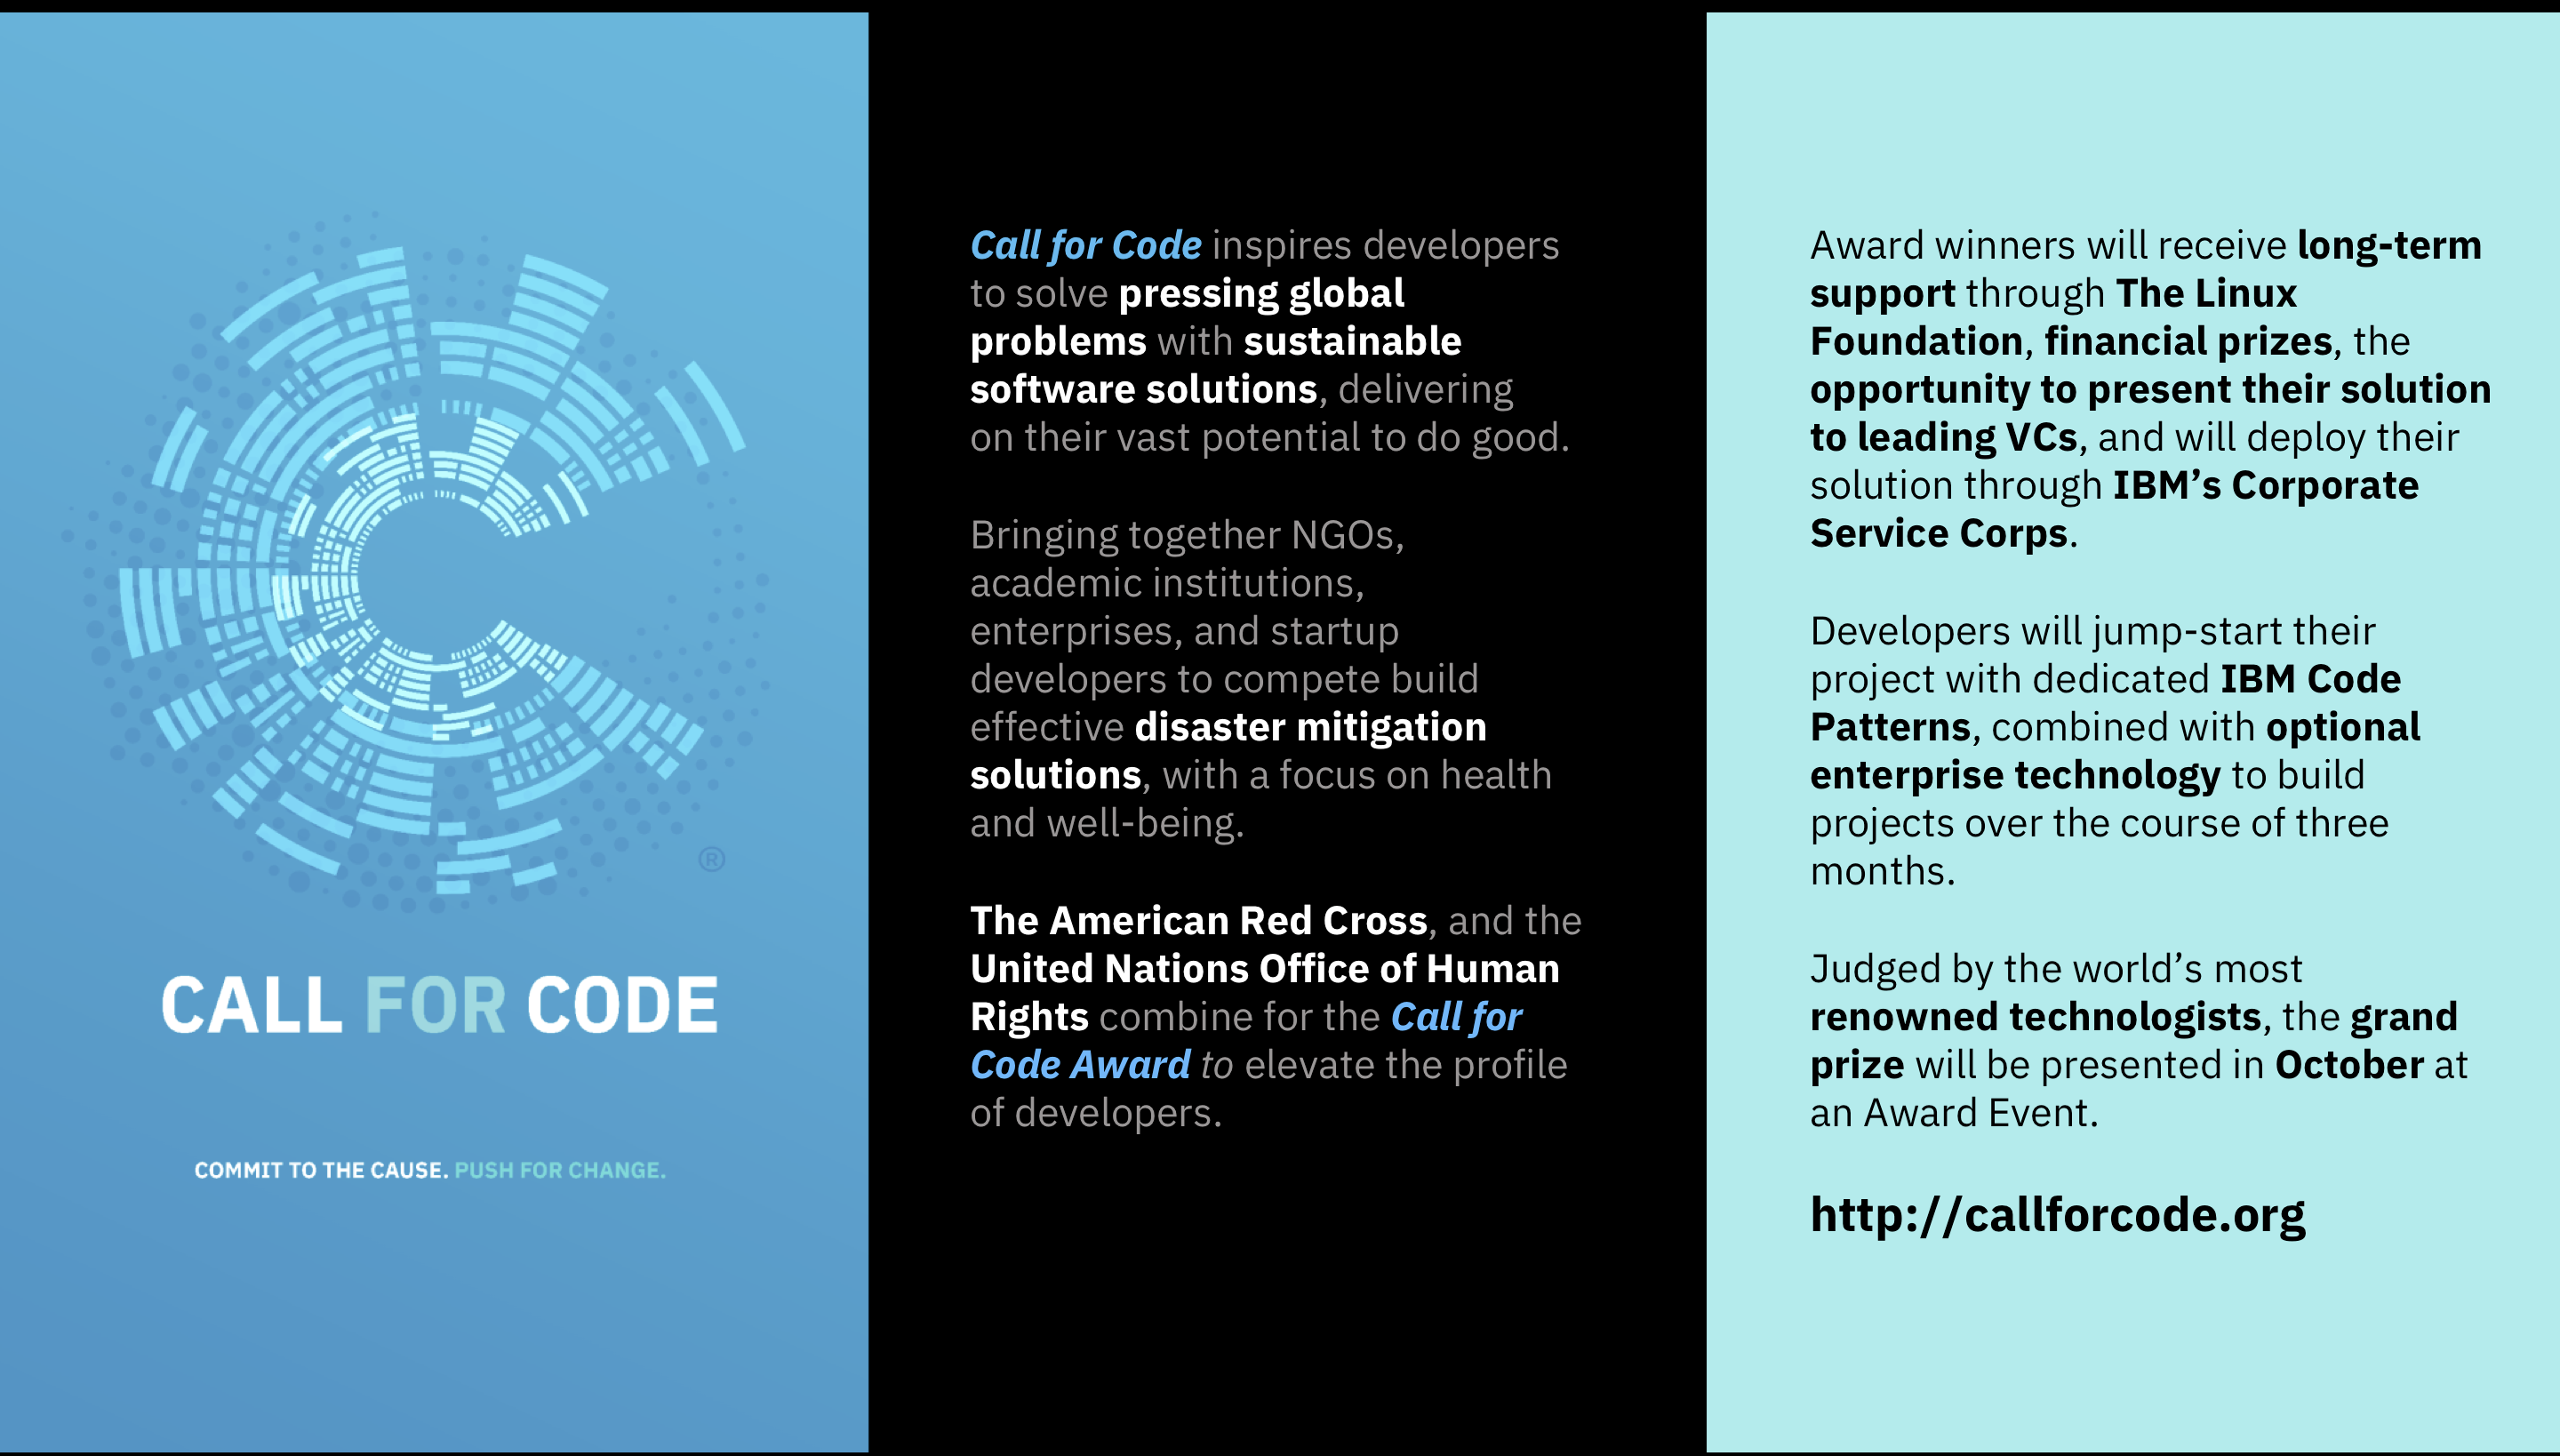 ®
CALL FOR CODE
COMMIT TO THE CAUSE. PUSH FOR CHANGE.
Call for Code inspires developers
to solve pressing global
problems with sustainable
software solutions, delivering
on their vast potential to do good.
Bringing together NGOs,
academic institutions,
enterprises, and startup
developers to compete build
effective disaster mitigation
solutions, with a focus on health
and well-being.
The American Red Cross, and the
United Nations Office of Human
Rights combine for the Call for
Code Award to elevate the profile
of developers.
Award winners will receive long-term
support through The Linux
Foundation, financial prizes, the
opportunity to present their solution
to leading VCs, and will deploy their
solution through IBM’s Corporate
Service Corps.
Developers will jump-start their
project with dedicated IBM Code
Patterns, combined with optional
enterprise technology to build
projects over the course of three
months.
Judged by the world’s most
renowned technologists, the grand
prize will be presented in October at
an Award Event.
http://callforcode.org